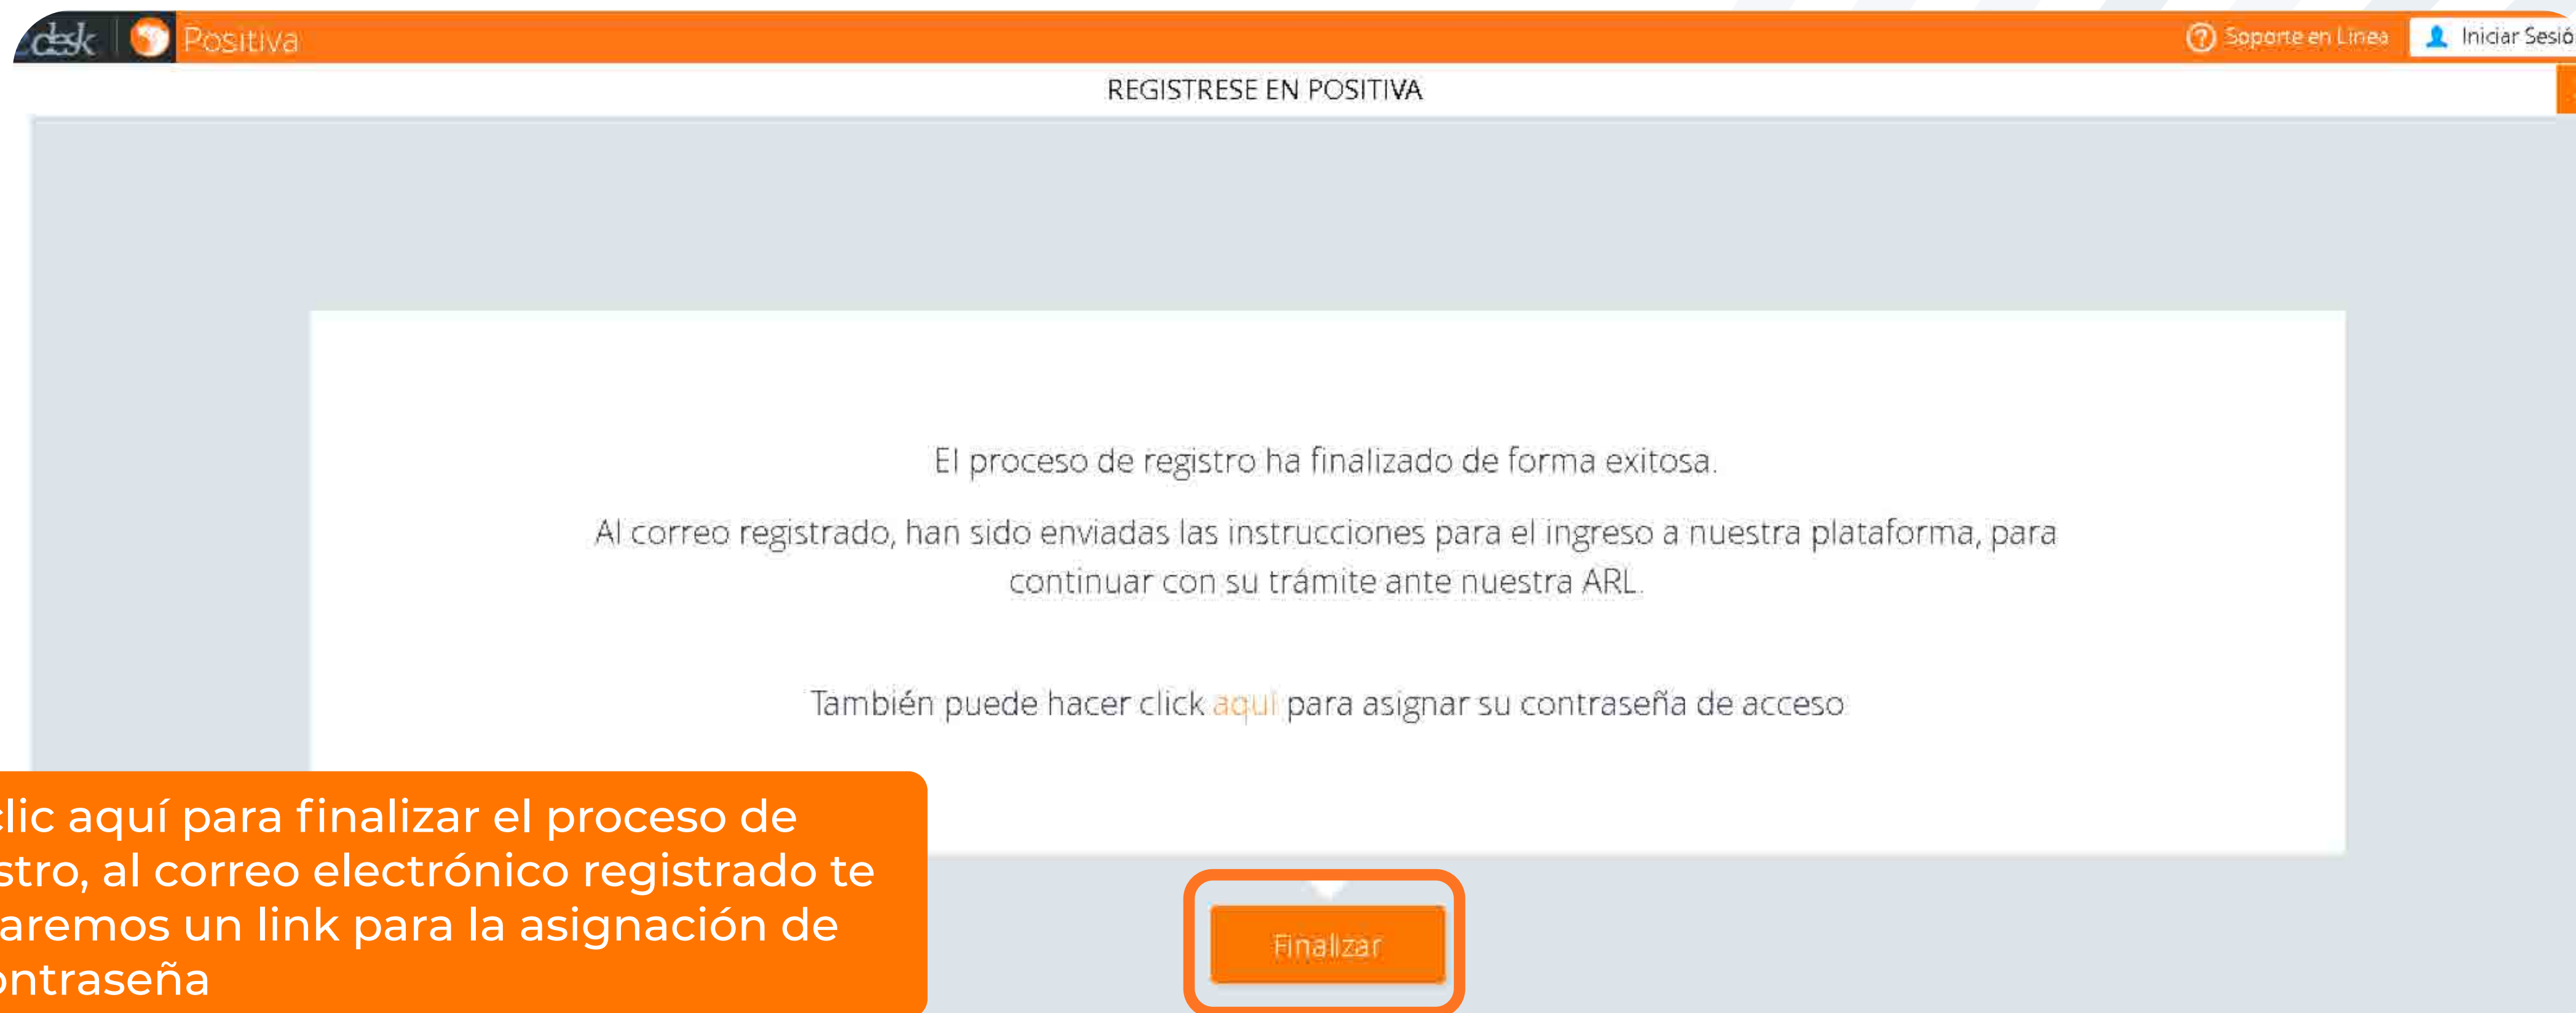 desk Positiva
Soporte en Linea
Iniciar Sesió
REGISTRESE EN POSITIVA
El proceso de registro ha finalizado de forma exitosa.
Al correo registrado, han sido enviadas las instrucciones para el ingreso a nuestra plataforma, para
continuar con su trámite ante nuestra ARL.
También puede hacer click aquí para asignar su contraseña de acceso
clic aquí para finalizar el proceso de
stro, al correo electrónico registrado te
aremos un link para la asignación de
ontraseña
Finalizar